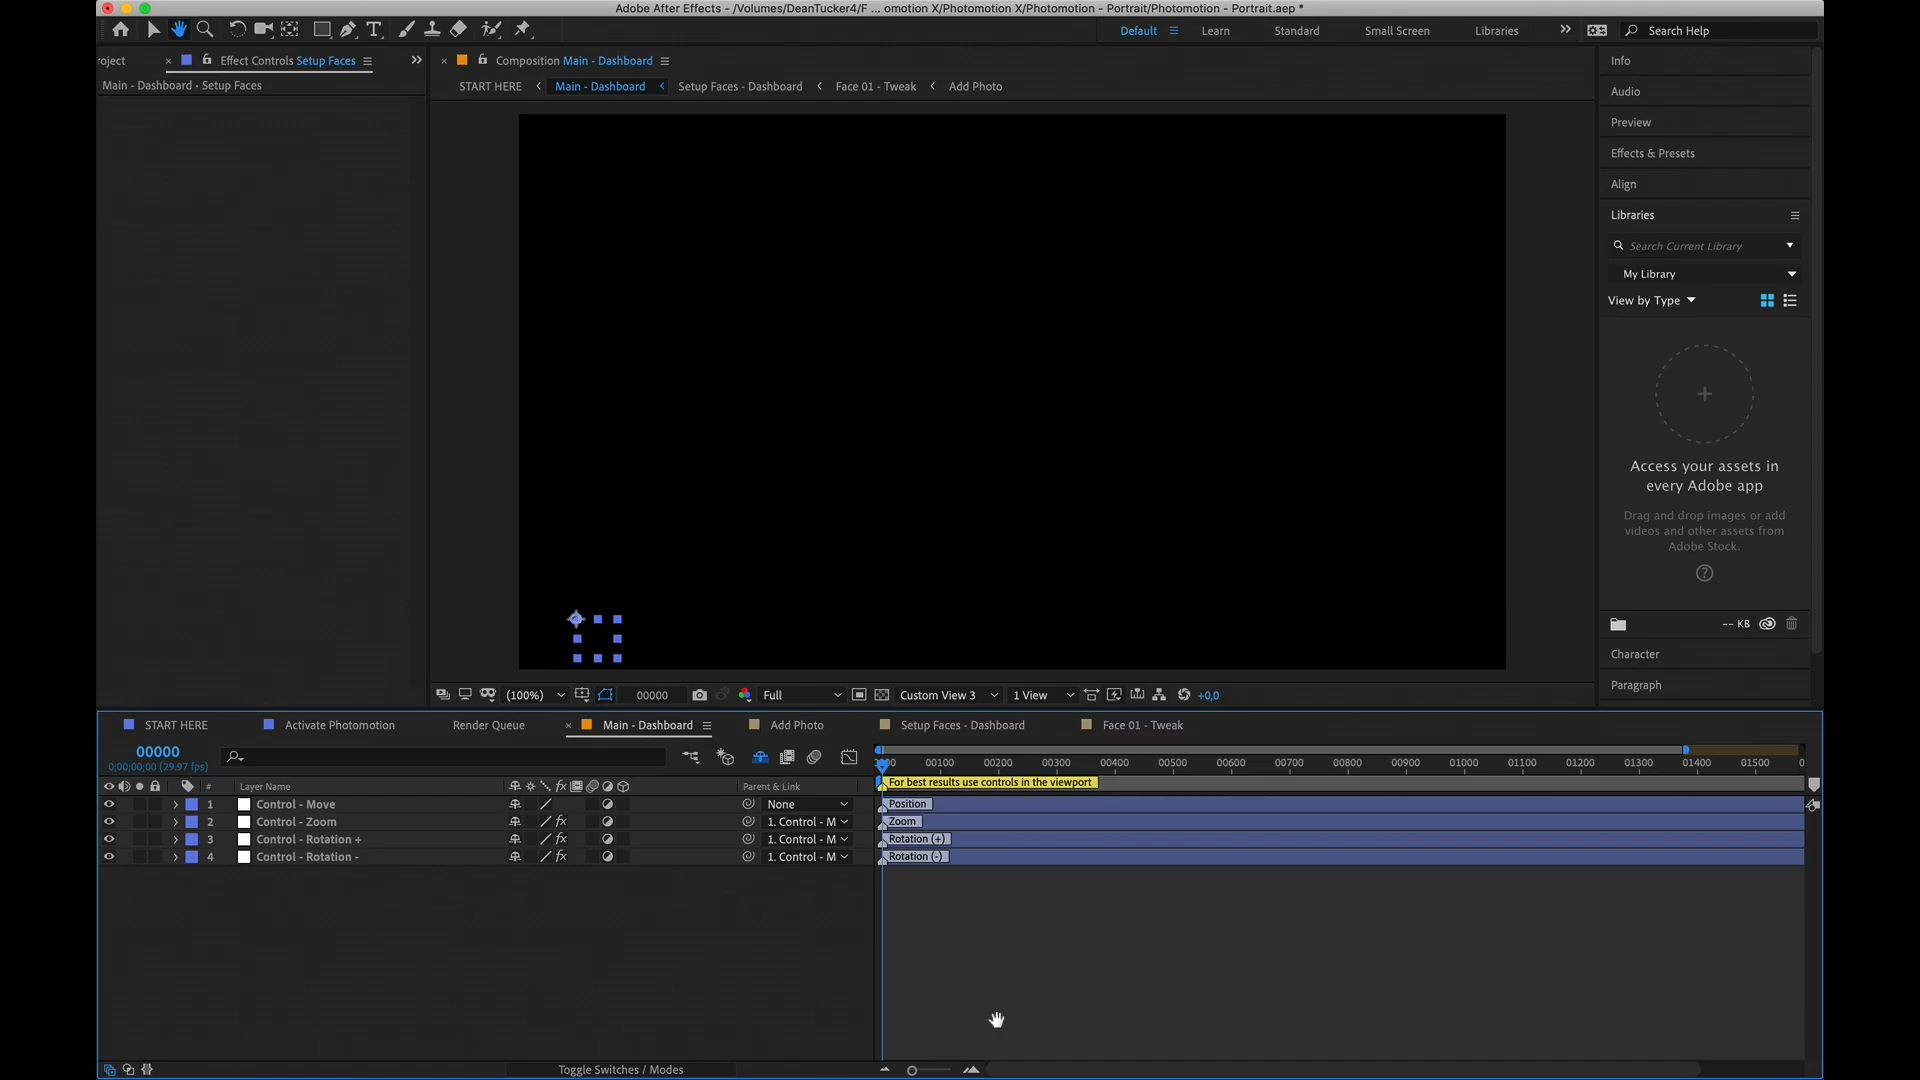 Adobe After Effects - /Volumes/DeanTucker4/F ... omotion X/Photomotion X/Photomotion - Portrait/Photomotion - Portrait.aep *
Default
Learn
Standard
Small Screen
Libraries
Search Help
roject
Effect Controls Setup Faces
Composition Main - Dashboard
Main - Dashboard • Setup Faces
START HERE
Main - Dashboard
Setup Faces - Dashboard
Face 01 - Tweak
Add Photo
Info
Audio
Preview
Effects & Presets
Align
Libraries
Search Current Library
My Library
View by Type
Access your assets in
every Adobe app
Drag and drop images or add
videos and other assets from
Adobe Stock.
-- KB
Character
Paragraph
(100%)
00000
Full
Custom View 3
1 View
+0,0
START HERE
Activate Photomotion
Render Queue
Main - Dashboard
Add Photo
Setup Faces - Dashboard
Face 01 - Tweak
00000
0;00;00;00 (29.97 fps)
00100 00200 00300 00400 00500 00600 00700 00800 00900 01000 01100 01200 01300 01400 01500 0
For best results use controls in the viewport
# Layer Name Parent & Link
1 Control - Move None Position
2 Control - Zoom fx 1. Control - M Zoom
3 Control - Rotation + fx 1. Control - M Rotation (+)
4 Control - Rotation - fx 1. Control - M Rotation (-)
Toggle Switches / Modes